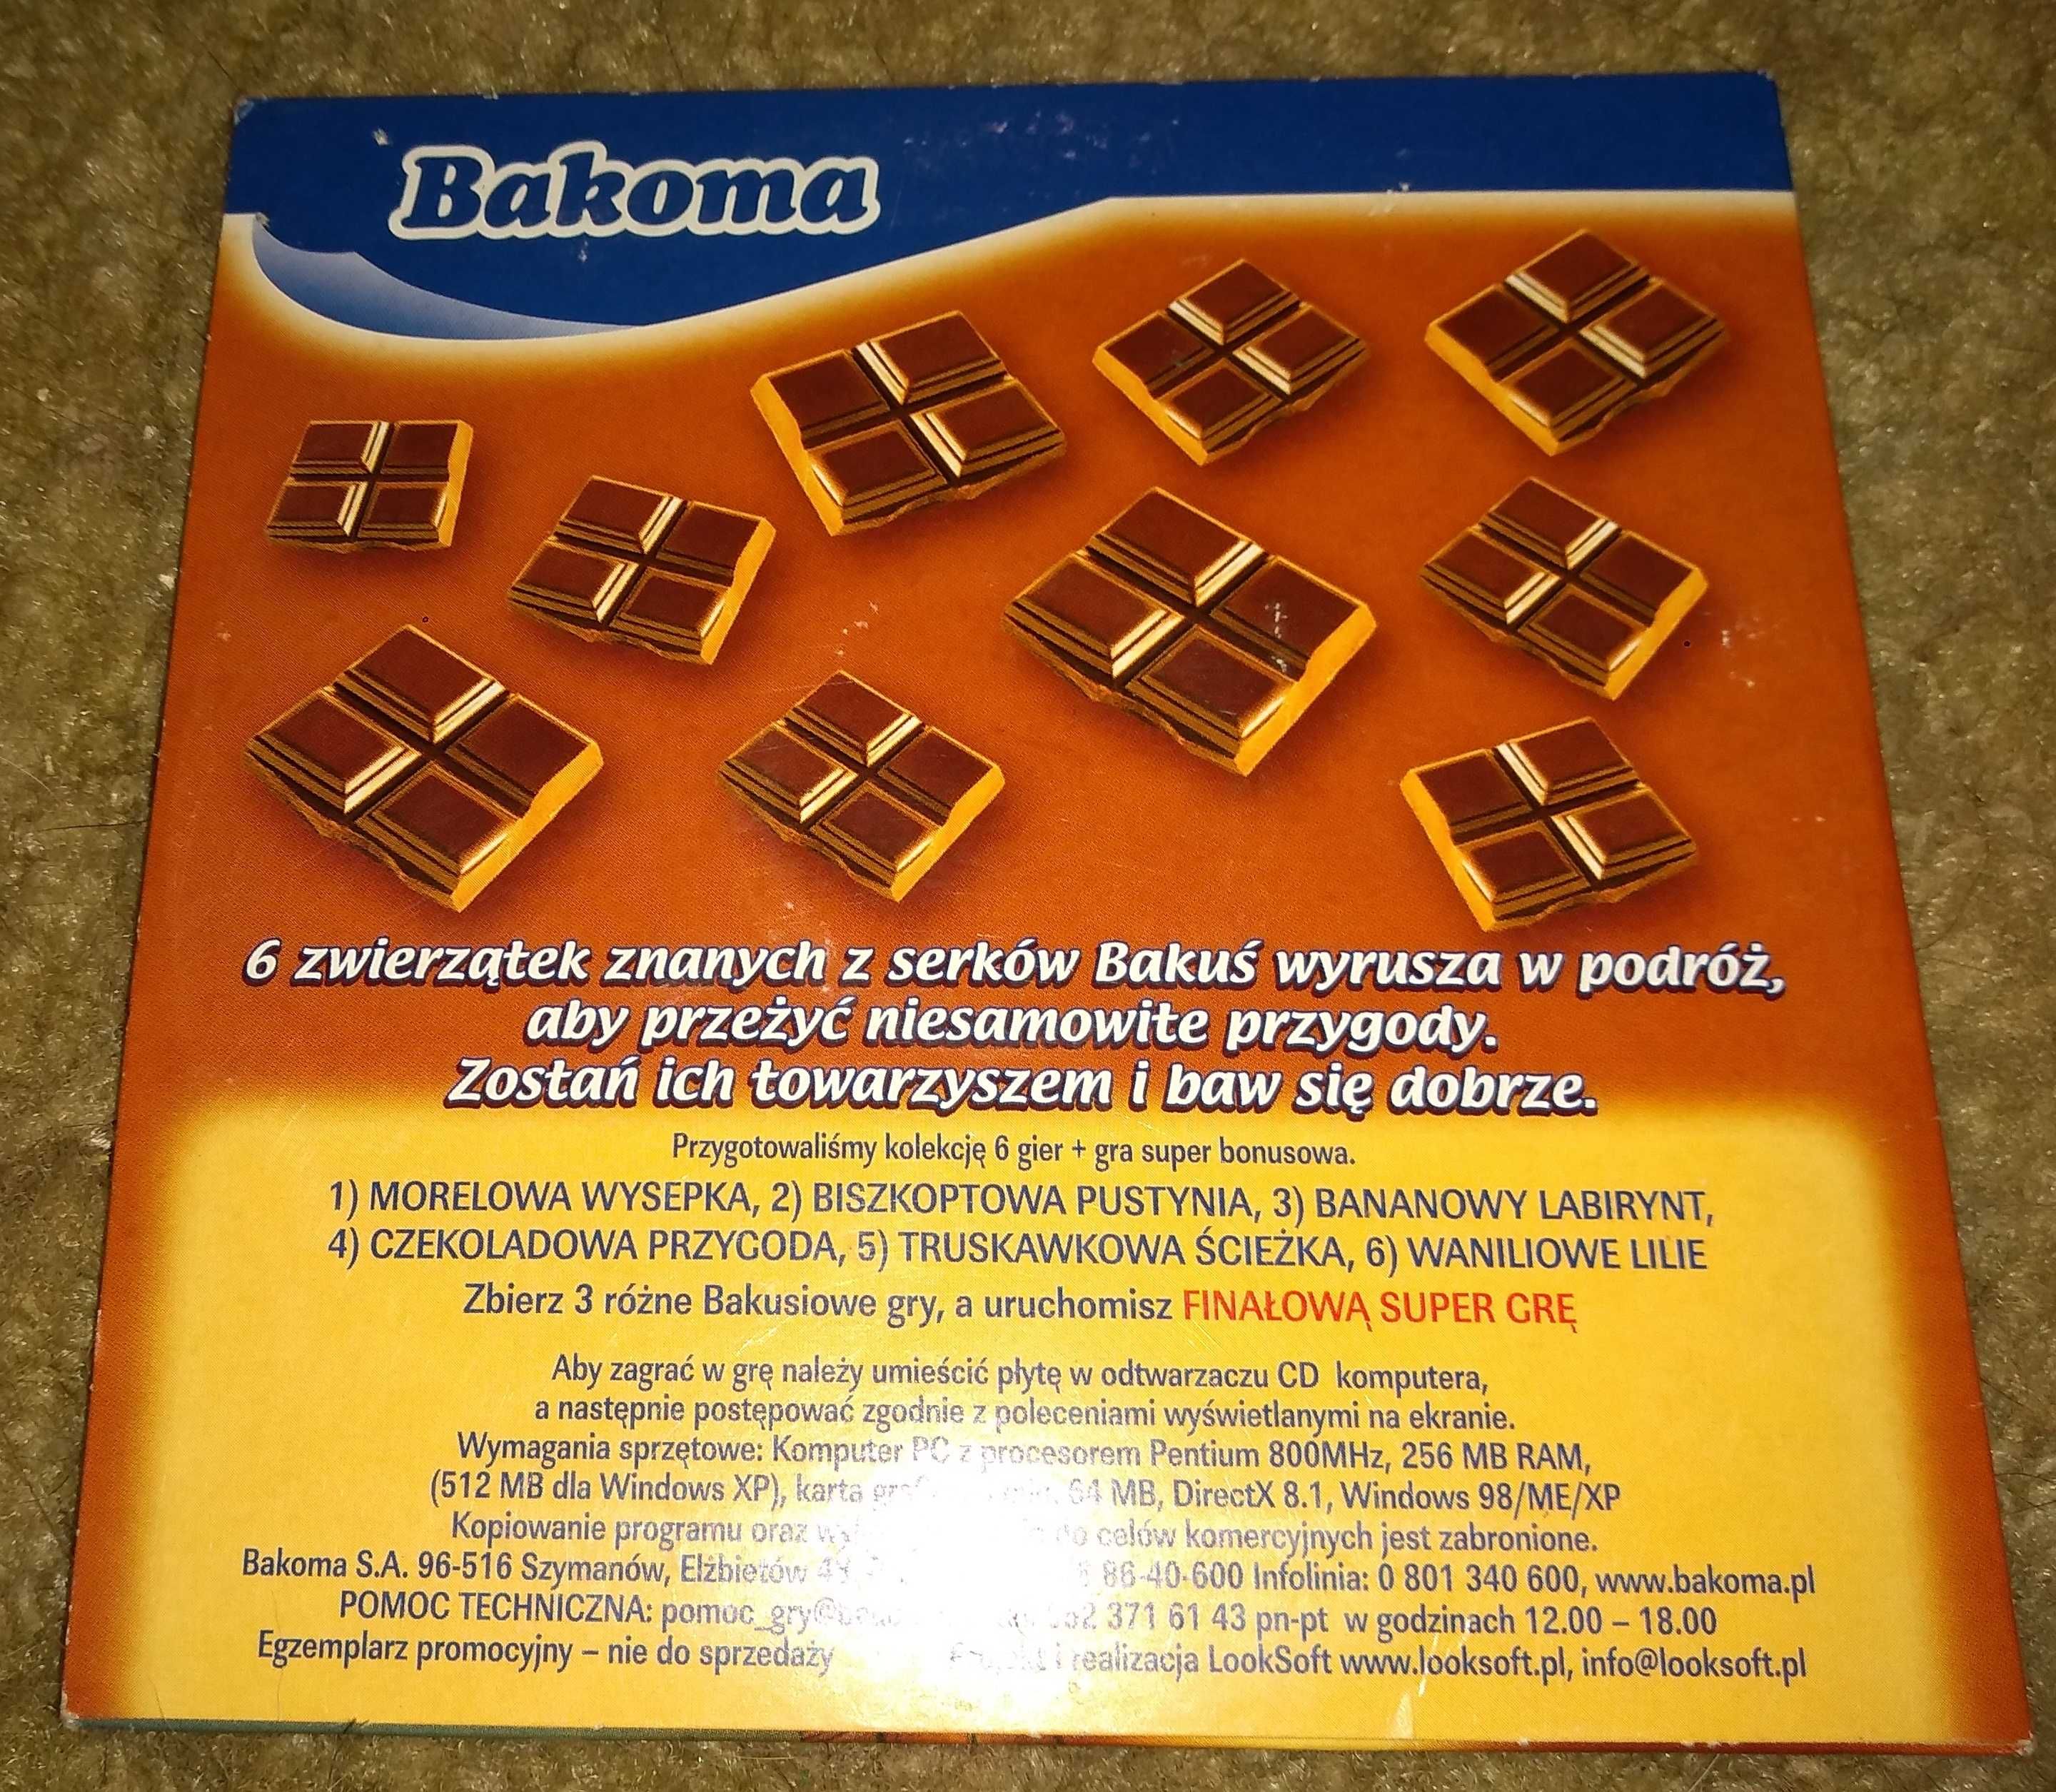 Bakoma
6 zwierzątek znanych z serków Bakuś wyrusza w podróż,
aby przeżyć niesamowite przygody.
Zostań ich towarzyszem i baw się dobrze.
Przygotowaliśmy kolekcję 6 gier + gra super bonusowa.
1) MORELOWA WYSEPKA, 2) BISZKOPTOWA PUSTYNIA, 3) BANANOWY LABIRYNT,
4) CZEKOLADOWA PRZYGODA, 5) TRUSKAWKOWA ŚCIEŻKA, 6) WANILIOWE LILIE
Zbierz 3 różne Bakusiowe gry, a uruchomisz FINAŁOWĄ SUPER GRĘ
Aby zagrać w grę należy umieścić płytę w odtwarzaczu CD komputera,
a następnie postępować zgodnie z poleceniami wyświetlanymi na ekranie.
Wymagania sprzętowe: Komputer PC z procesorem Pentium 800MHz, 256 MB RAM,
(512 MB dla Windows XP), karta 64 MB, DirectX 8.1, Windows 98/ME/XP
Kopiowanie programu oraz do celów komercyjnych jest zabronione.
Bakoma S.A. 96-516 Szymanów, Elżbietów 86-40-600 Infolinia: 0 801 340 600, www.bakoma.pl
POMOC TECHNICZNA: 371 61 43 pn-pt w godzinach 12.00 – 18.00
Egzemplarz promocyjny – nie do sprzedaży i realizacja LookSoft www.looksoft.pl, info@looksoft.pl